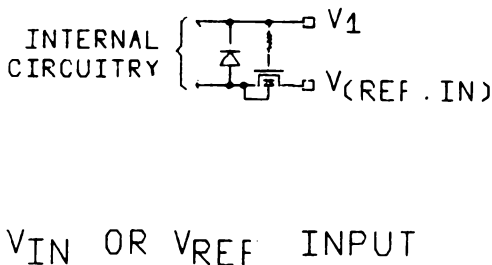 V1
INTERNAL
CIRCUITRY
V(REF.IN)
VIN OR VREF INPUT